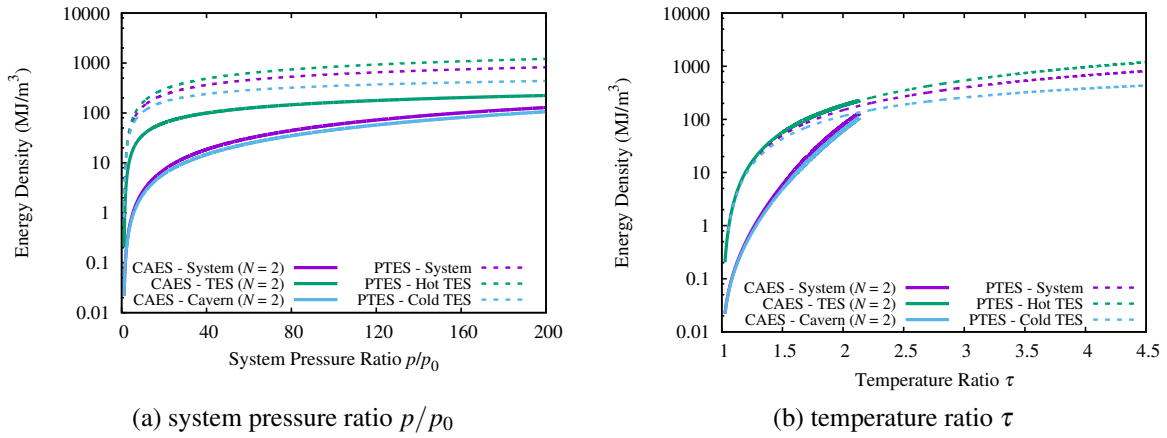 10000
1000
100
10
1
0.1
0.01
Energy Density (MJ/m³)
CAES - System (N = 2)
CAES - TES (N = 2)
CAES - Cavern (N = 2)
PTES - System
PTES - Hot TES
PTES - Cold TES
0 40 80 120 160 200
System Pressure Ratio p/p₀
(a) system pressure ratio p/p₀
10000
1000
100
10
1
0.1
0.01
Energy Density (MJ/m³)
CAES - System (N = 2)
CAES - TES (N = 2)
CAES - Cavern (N = 2)
PTES - System
PTES - Hot TES
PTES - Cold TES
1 1.5 2 2.5 3 3.5 4 4.5
Temperature Ratio τ
(b) temperature ratio τ